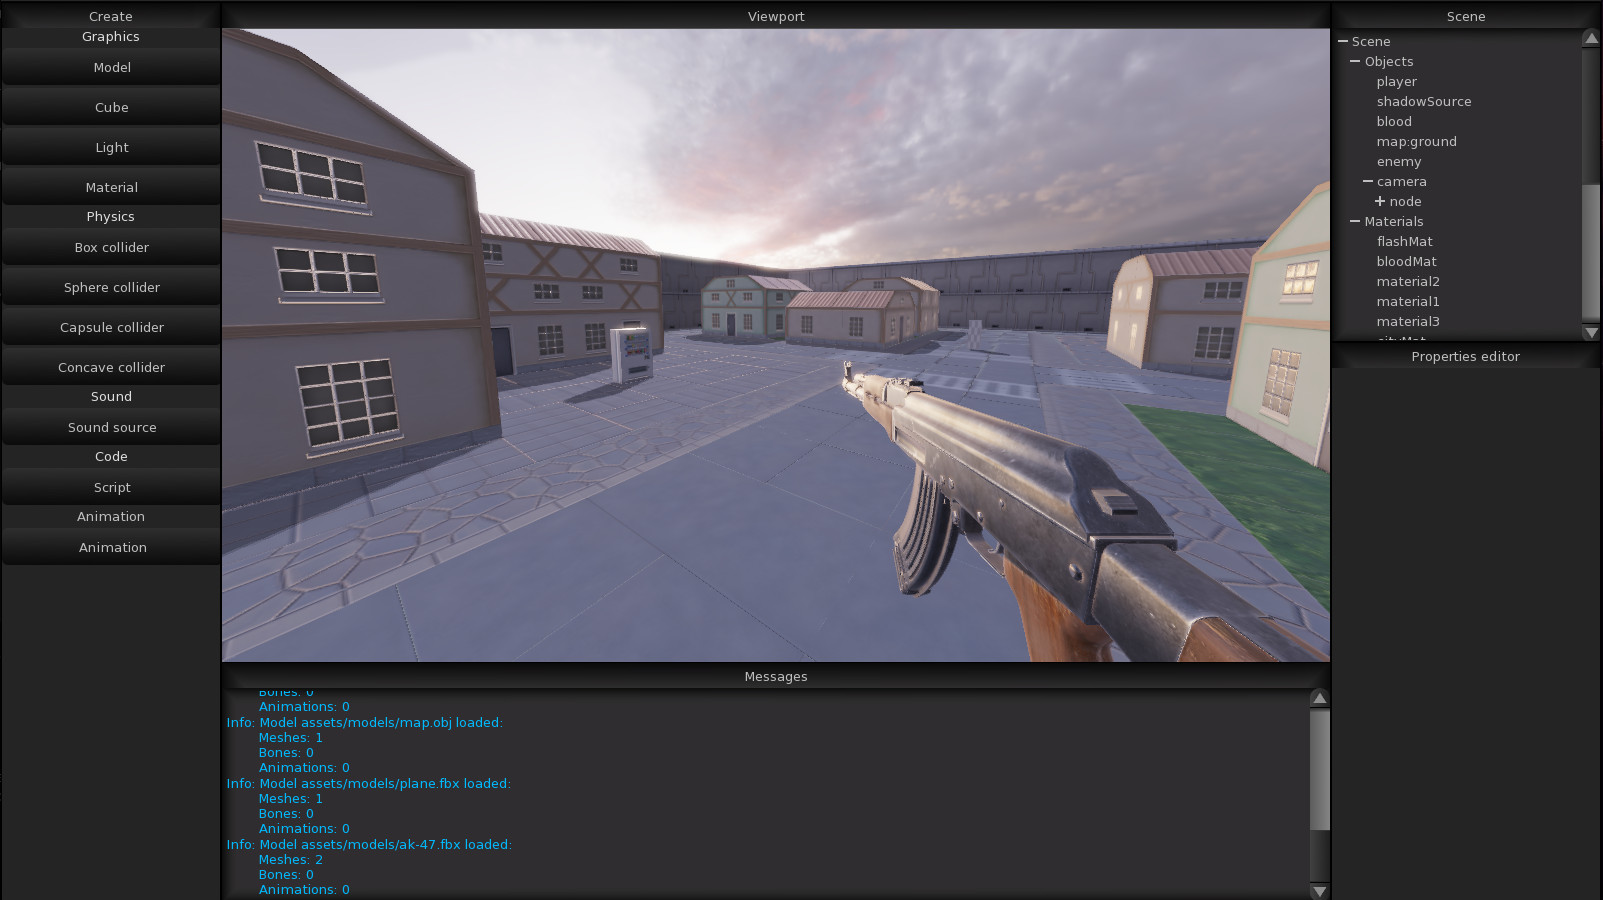 Create
Graphics
Model
Cube
Light
Material
Physics
Box collider
Sphere collider
Capsule collider
Concave collider
Sound
Sound source
Code
Script
Animation
Animation
Viewport
Messages
Bones: 0
Animations: 0
Info: Model assets/models/map.obj loaded:
Meshes: 1
Bones: 0
Animations: 0
Info: Model assets/models/plane.fbx loaded:
Meshes: 1
Bones: 0
Animations: 0
Info: Model assets/models/ak-47.fbx loaded:
Meshes: 2
Bones: 0
Animations: 0
Scene
Scene
Objects
player
shadowSource
blood
map:ground
enemy
camera
node
Materials
flashMat
bloodMat
material2
material1
material3
cityMat
Properties editor